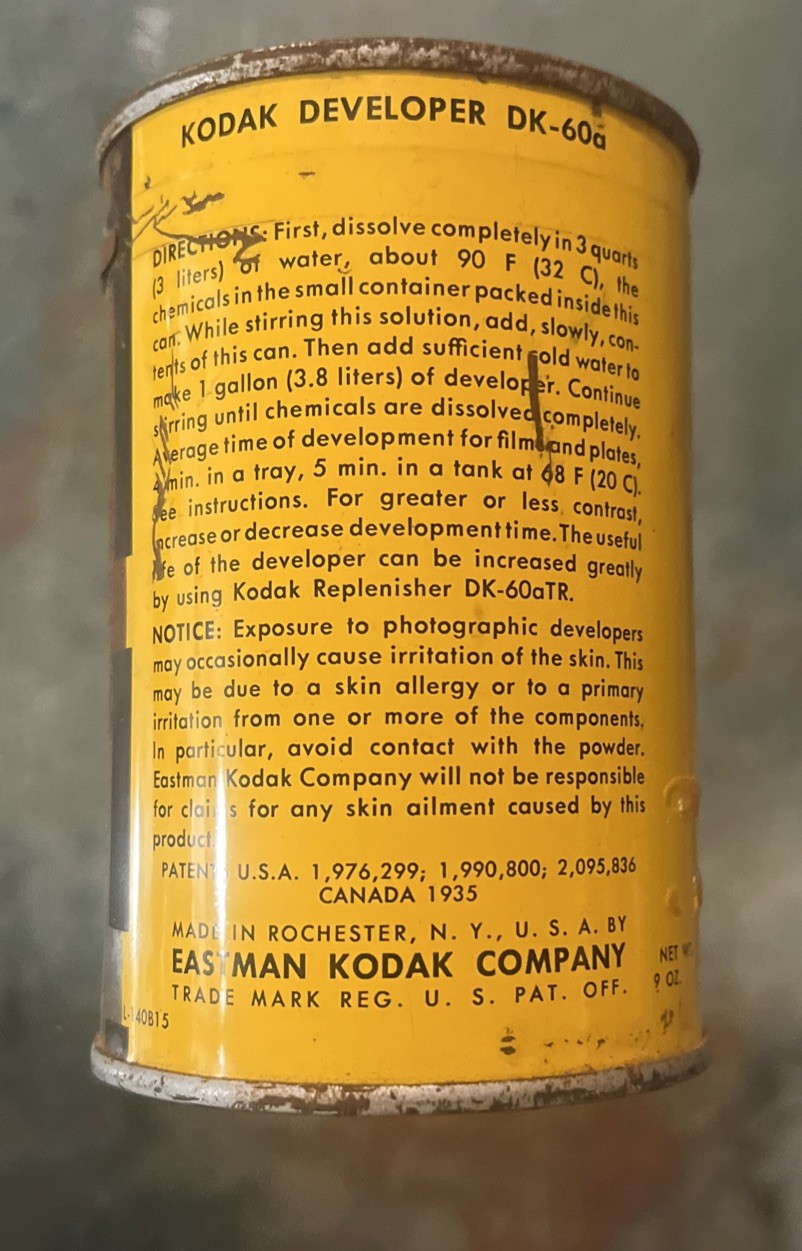 KODAK DEVELOPER DK-60a
DIRECTIONS: First, dissolve completely in 3 quarts
(3 liters) of water, about 90 F (32 C), the
chemicals in the small container packed inside this
can. While stirring this solution, add, slowly, con-
tents of this can. Then add sufficient cold water to
make 1 gallon (3.8 liters) of developer. Continue
stirring until chemicals are dissolved completely.
Average time of development for films and plates,
min. in a tray, 5 min. in a tank at 68 F (20 C).
See instructions. For greater or less contrast,
increase or decrease development time. The useful
life of the developer can be increased greatly
by using Kodak Replenisher DK-60aTR.
NOTICE: Exposure to photographic developers
may occasionally cause irritation of the skin. This
may be due to a skin allergy or to a primary
irritation from one or more of the components.
In particular, avoid contact with the powder.
Eastman Kodak Company will not be responsible
for claims for any skin ailment caused by this
product.
PATENTS U.S.A. 1,976,299; 1,990,800; 2,095,836
CANADA 1935
MADE IN ROCHESTER, N. Y., U. S. A. BY
EASTMAN KODAK COMPANY
TRADE MARK REG. U. S. PAT. OFF.
NET WT.
9 OZ.